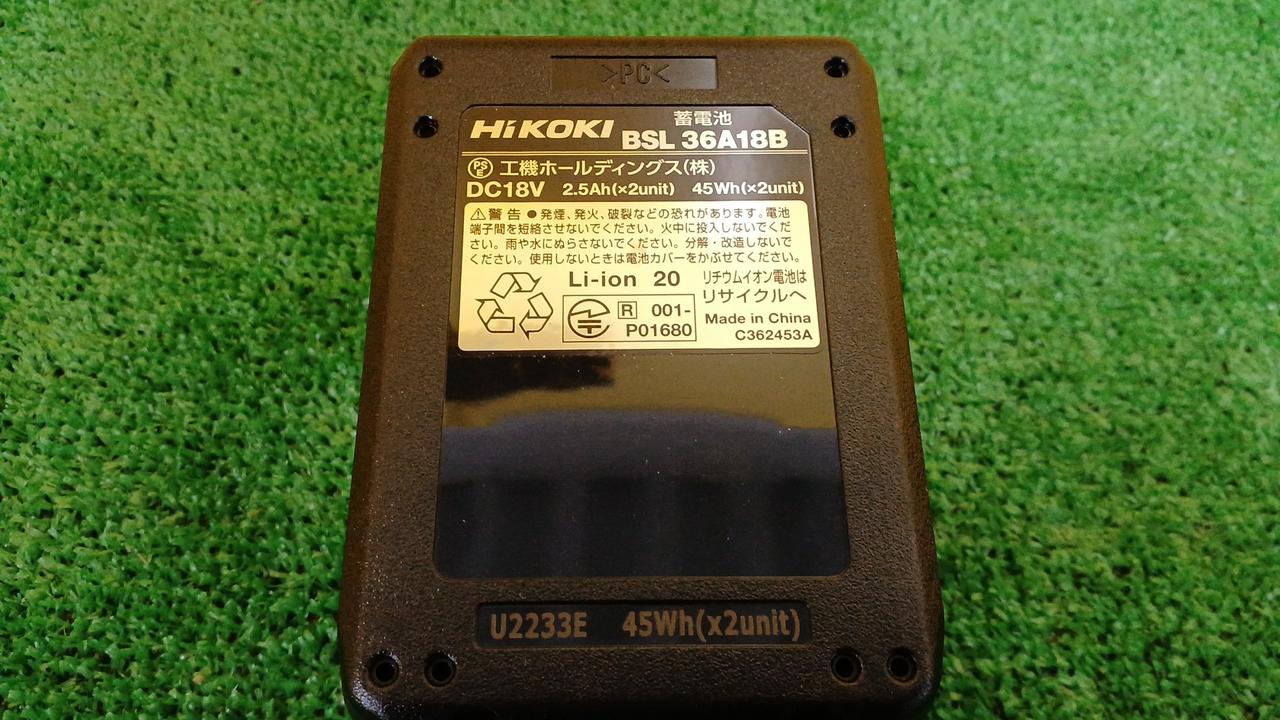 >PC<
HiKOKI
蓄電池
BSL 36A18B
PS
E
工機ホールディングス(株)
DC18V 2.5Ah(×2unit) 45Wh(×2unit)
⚠警告 ●発煙、発火、破裂などの恐れがあります。電池
端子間を短絡させないでください。火中に投入しないでくだ
さい。雨や水にぬらさないでください。分解・改造しないで
ください。使用しないときは電池カバーをかぶせてください。
Li-ion 20
リチウムイオン電池は
リサイクルへ
R 001-
P01680
Made in China
C362453A
U2233E 45Wh(x2unit)